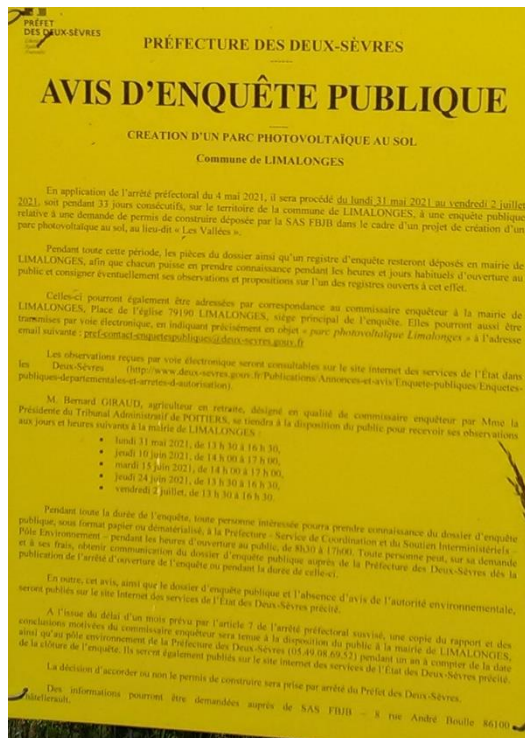 PRÉFET
DES DEUX-SÈVRES
PRÉFECTURE DES DEUX-SÈVRES
AVIS D'ENQUÊTE PUBLIQUE
CREATION D'UN PARC PHOTOVOLTAÏQUE AU SOL
Commune de LIMALONGES
En application de l'arrêté préfectoral du 4 mai 2021, il sera procédé du lundi 31 mai 2021 au vendredi 2 juillet
2021, soit pendant 33 jours consécutifs, sur le territoire de la commune de LIMALONGES, à une enquête publique
relative à une demande de permis de construire déposée par la SAS FBJB dans le cadre d'un projet de création d'un
parc photovoltaïque au sol, au lieu-dit « Les Vallées ».
Pendant toute cette période, les pièces du dossier ainsi qu'un registre d'enquête resteront déposés en mairie de
LIMALONGES, afin que chacun puisse en prendre connaissance pendant les heures et jours habituels d'ouverture au
public et consigner éventuellement ses observations et propositions sur l'un des registres ouverts à cet effet.
Celles-ci pourront également être adressées par correspondance au commissaire enquêteur à la mairie de
LIMALONGES, Place de l'église 79190 LIMALONGES, siège principal de l'enquête. Elles pourront aussi être
transmises par voie électronique, en indiquant précisément en objet « parc photovoltaïque Limalonges » à l'adresse
email suivante : pref-contact-enquetespubliques@deux-sevres.gouv.fr
Les observations reçues par voie électronique seront consultables sur le site internet des services de l'État dans
les Deux-Sèvres (http://www.deux-sevres.gouv.fr/Publications/Annonces-et-avis/Enquete-publiques/Enquetes-
publiques-departementales-et-arretes-d-autorisation).
M. Bernard GIRAUD, agriculteur en retraite, désigné en qualité de commissaire enquêteur par Mme la
Présidente du Tribunal Administratif de POITIERS, se tiendra à la disposition du public pour recevoir ses observations
aux jours et heures suivants à la mairie de LIMALONGES :
• lundi 31 mai 2021, de 13 h 30 à 16 h 30,
• jeudi 10 juin 2021, de 14 h 00 à 17 h 00,
• mardi 15 juin 2021, de 14 h 00 à 17 h 00,
• jeudi 24 juin 2021, de 13 h 30 à 16 h 30,
• vendredi 2 juillet, de 13 h 30 à 16 h 30.
Pendant toute la durée de l'enquête, toute personne intéressée pourra prendre connaissance du dossier d'enquête
publique, sous format papier ou dématérialisé, à la Préfecture - Service de Coordination et du Soutien Interministériels -
Pôle Environnement – pendant les heures d'ouverture au public, de 8h30 à 17h00. Toute personne peut, sur sa demande
et à ses frais, obtenir communication du dossier d'enquête publique auprès de la Préfecture des Deux-Sèvres dès la
publication de l'arrêté d'ouverture de l'enquête ou pendant la durée de celle-ci.
En outre, cet avis, ainsi que le dossier d'enquête publique et l'absence d'avis de l'autorité environnementale,
seront publiés sur le site Internet des services de l'État des Deux-Sèvres précité.
A l'issue du délai d'un mois prévu par l'article 7 de l'arrêté préfectoral susvisé, une copie du rapport et des
conclusions motivées du commissaire enquêteur sera tenue à la disposition du public à la mairie de LIMALONGES,
ainsi qu'au pôle environnement de la Préfecture des Deux-Sèvres (05.49.08.69.52) pendant un an à compter de la date
de la clôture de l'enquête. Ils seront également publiés sur le site internet des services de l'État des Deux-Sèvres précité.
La décision d'accorder ou non le permis de construire sera prise par arrêté du Préfet des Deux-Sèvres.
Des informations pourront être demandées auprès de SAS FBJB – 8 rue André Boulle 86100
Châtellerault.